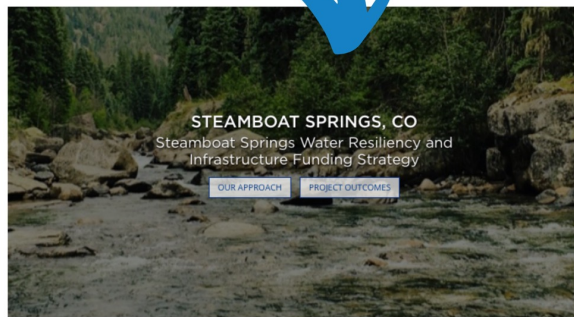 STEAMBOAT SPRINGS, CO
Steamboat Springs Water Resiliency and
Infrastructure Funding Strategy
OUR APPROACH PROJECT OUTCOMES